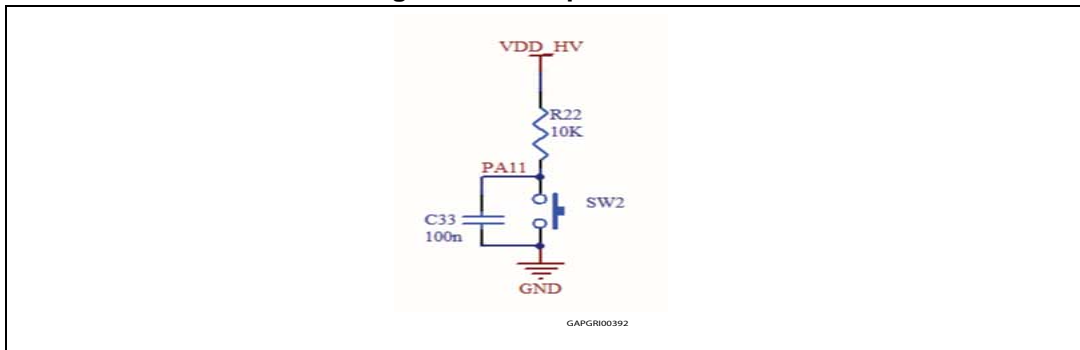 VDD_HV
R22
10K
PA11
SW2
C33
100n
GND
GAPGRI00392